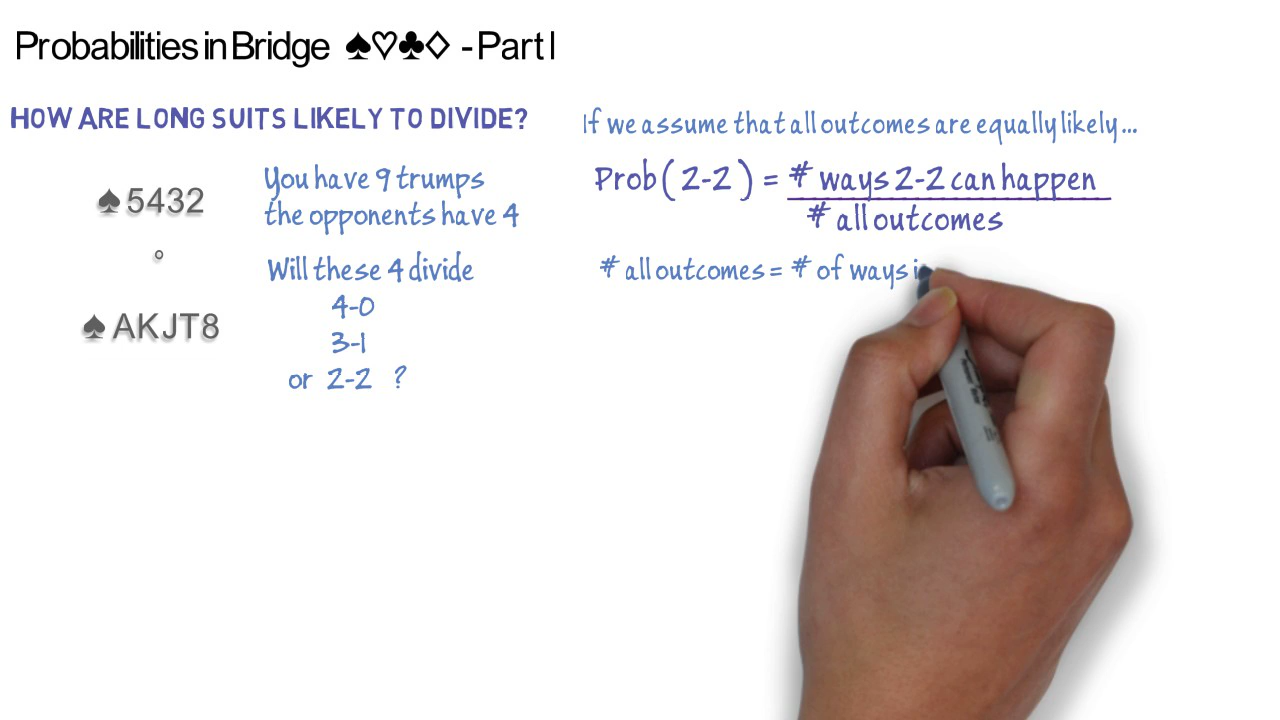 Probabilities in Bridge ♠♡♣♢ - Part I
HOW ARE LONG SUITS LIKELY TO DIVIDE?
♠5432
♠AKJT8
You have 9 trumps
the opponents have 4
Will these 4 divide
4-0
3-1
or 2-2 ?
If we assume that all outcomes are equally likely...
Prob ( 2-2 ) = # ways 2-2 can happen
# all outcomes
# all outcomes = # of ways